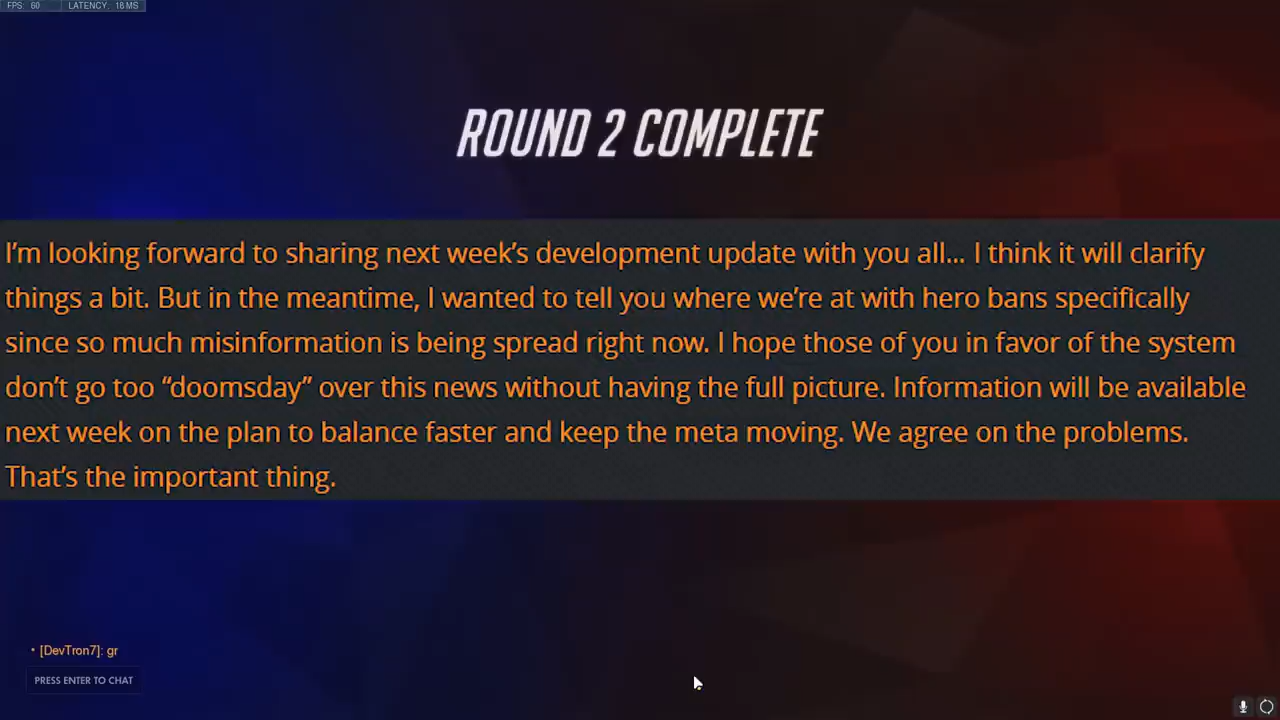 FPS: 60 LATENCY: 18 MS
ROUND 2 COMPLETE
I’m looking forward to sharing next week’s development update with you all... I think it will clarify
things a bit. But in the meantime, I wanted to tell you where we’re at with hero bans specifically
since so much misinformation is being spread right now. I hope those of you in favor of the system
don’t go too “doomsday” over this news without having the full picture. Information will be available
next week on the plan to balance faster and keep the meta moving. We agree on the problems.
That’s the important thing.
• [DevTron7]: gr
PRESS ENTER TO CHAT